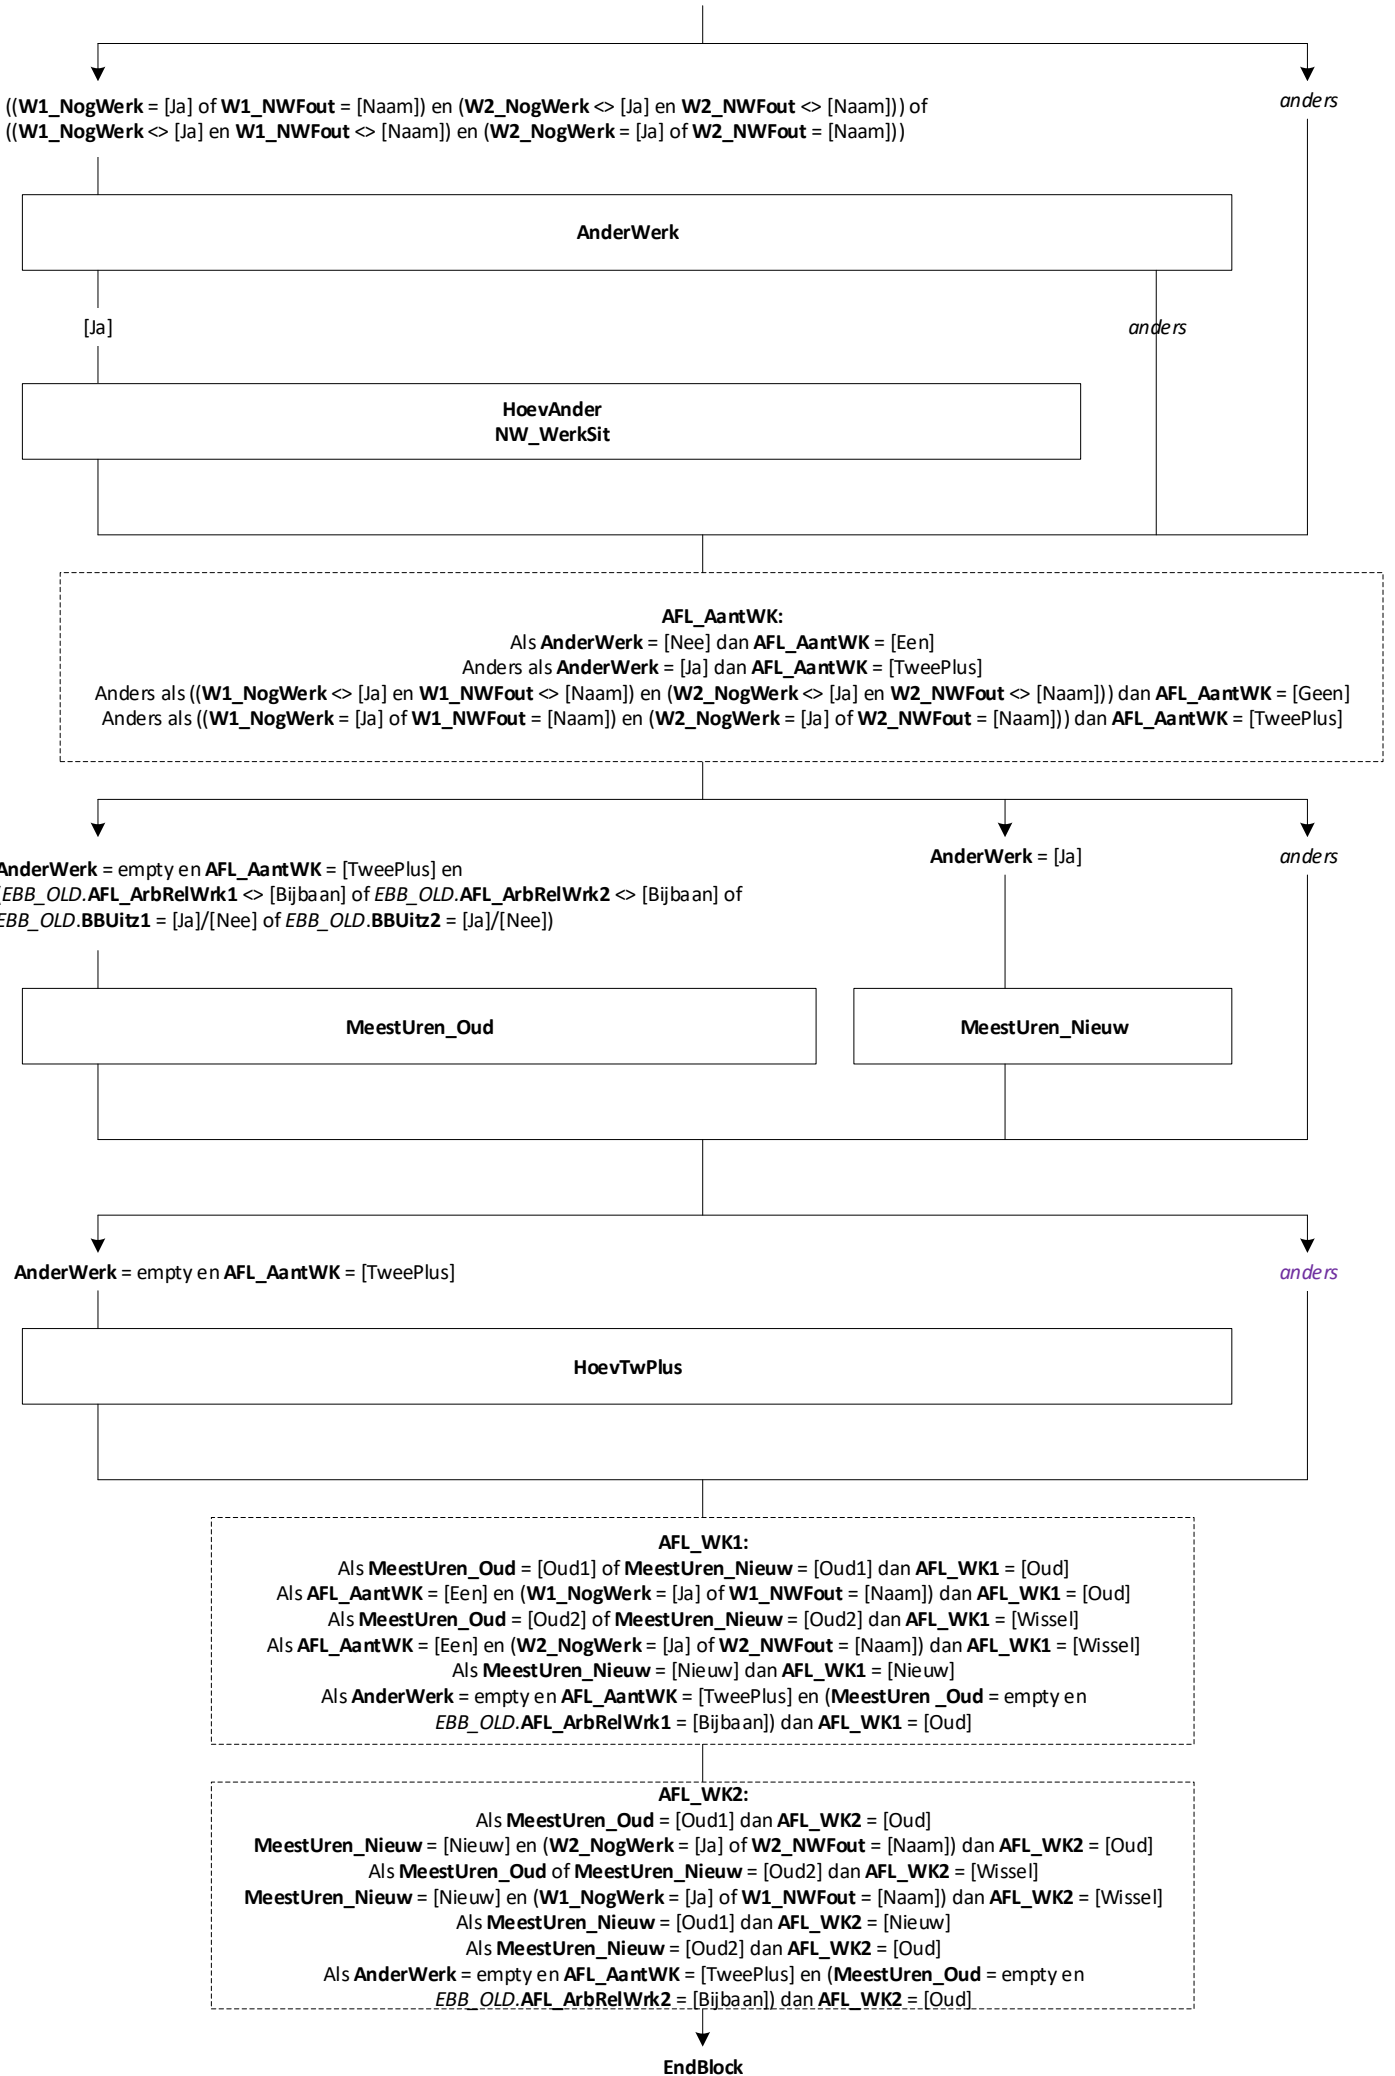 ((W1_NogWerk = [Ja] of W1_NWFout = [Naam]) en (W2_NogWerk <> [Ja] en W2_NWFout <> [Naam])) of
((W1_NogWerk <> [Ja] en W1_NWFout <> [Naam]) en (W2_NogWerk = [Ja] of W2_NWFout = [Naam]))
anders
AnderWerk
[Ja]
anders
HoevAnder
NW_WerkSit
AFL_AantWK:
Als AnderWerk = [Nee] dan AFL_AantWK = [Een]
Anders als AnderWerk = [Ja] dan AFL_AantWK = [TweePlus]
Anders als ((W1_NogWerk <> [Ja] en W1_NWFout <> [Naam]) en (W2_NogWerk <> [Ja] en W2_NWFout <> [Naam])) dan AFL_AantWK = [Geen]
Anders als ((W1_NogWerk = [Ja] of W1_NWFout = [Naam]) en (W2_NogWerk = [Ja] of W2_NWFout = [Naam])) dan AFL_AantWK = [TweePlus]
AnderWerk = empty en AFL_AantWK = [TweePlus] en
(EBB_OLD.AFL_ArbRelWrk1 <> [Bijbaan] of EBB_OLD.AFL_ArbRelWrk2 <> [Bijbaan] of
EBB_OLD.BBUitz1 = [Ja]/[Nee] of EBB_OLD.BBUitz2 = [Ja]/[Nee])
AnderWerk = [Ja]
anders
MeestUren_Oud
MeestUren_Nieuw
AnderWerk = empty en AFL_AantWK = [TweePlus]
anders
HoevTwPlus
AFL_WK1:
Als MeestUren_Oud = [Oud1] of MeestUren_Nieuw = [Oud1] dan AFL_WK1 = [Oud]
Als AFL_AantWK = [Een] en (W1_NogWerk = [Ja] of W1_NWFout = [Naam]) dan AFL_WK1 = [Oud]
Als MeestUren_Oud = [Oud2] of MeestUren_Nieuw = [Oud2] dan AFL_WK1 = [Wissel]
Als AFL_AantWK = [Een] en (W2_NogWerk = [Ja] of W2_NWFout = [Naam]) dan AFL_WK1 = [Wissel]
Als MeestUren_Nieuw = [Nieuw] dan AFL_WK1 = [Nieuw]
Als AnderWerk = empty en AFL_AantWK = [TweePlus] en (MeestUren _Oud = empty en
EBB_OLD.AFL_ArbRelWrk1 = [Bijbaan]) dan AFL_WK1 = [Oud]
AFL_WK2:
Als MeestUren_Oud = [Oud1] dan AFL_WK2 = [Oud]
MeestUren_Nieuw = [Nieuw] en (W2_NogWerk = [Ja] of W2_NWFout = [Naam]) dan AFL_WK2 = [Oud]
Als MeestUren_Oud of MeestUren_Nieuw = [Oud2] dan AFL_WK2 = [Wissel]
MeestUren_Nieuw = [Nieuw] en (W1_NogWerk = [Ja] of W1_NWFout = [Naam]) dan AFL_WK2 = [Wissel]
Als MeestUren_Nieuw = [Oud1] dan AFL_WK2 = [Nieuw]
Als MeestUren_Nieuw = [Oud2] dan AFL_WK2 = [Oud]
Als AnderWerk = empty en AFL_AantWK = [TweePlus] en (MeestUren_Oud = empty en
EBB_OLD.AFL_ArbRelWrk2 = [Bijbaan]) dan AFL_WK2 = [Oud]
EndBlock